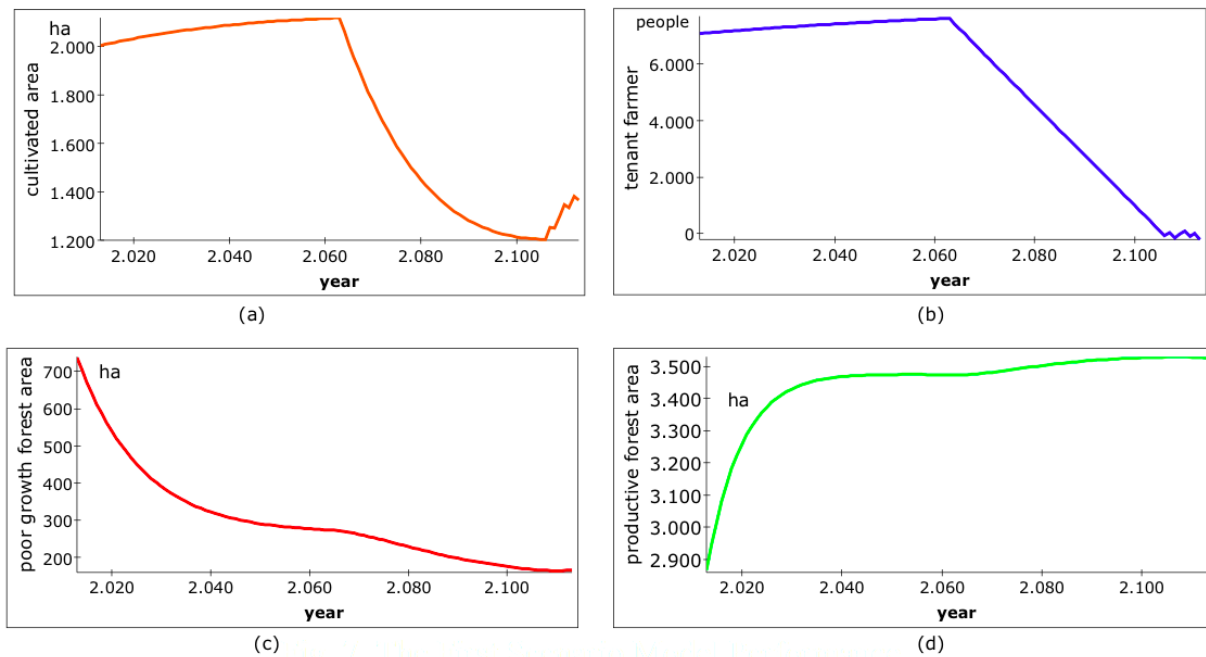 ha
2.000
1.800
1.600
1.400
1.200
cultivated area
2.020 2.040 2.060 2.080 2.100
year
(a)
people
6.000
4.000
2.000
0
tenant farmer
2.020 2.040 2.060 2.080 2.100
year
(b)
ha
700
600
500
400
300
200
poor growth forest area
2.020 2.040 2.060 2.080 2.100
year
(c)
3.500
3.400
ha
3.300
3.200
3.100
3.000
2.900
productive forest area
2.020 2.040 2.060 2.080 2.100
year
(d)